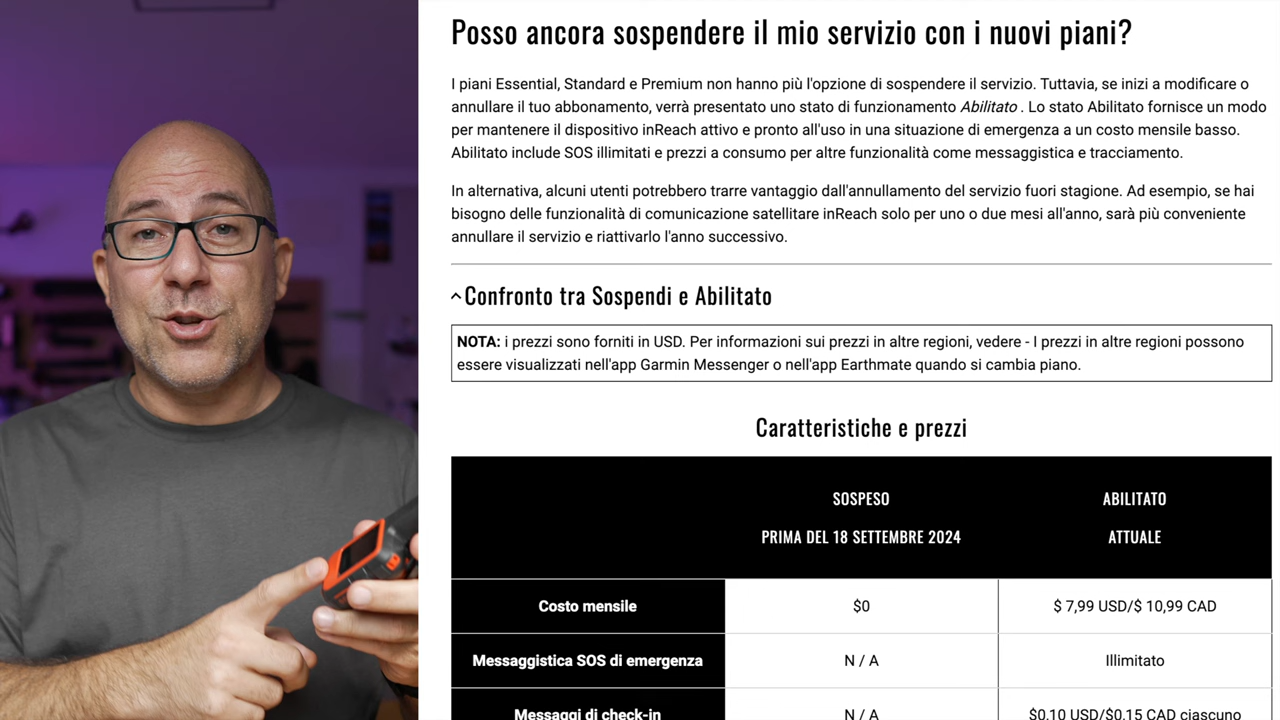 Posso ancora sospendere il mio servizio con i nuovi piani?
I piani Essential, Standard e Premium non hanno più l'opzione di sospendere il servizio. Tuttavia, se inizi a modificare o
annullare il tuo abbonamento, verrà presentato uno stato di funzionamento Abilitato . Lo stato Abilitato fornisce un modo
per mantenere il dispositivo inReach attivo e pronto all'uso in una situazione di emergenza a un costo mensile basso.
Abilitato include SOS illimitati e prezzi a consumo per altre funzionalità come messaggistica e tracciamento.
In alternativa, alcuni utenti potrebbero trarre vantaggio dall'annullamento del servizio fuori stagione. Ad esempio, se hai
bisogno delle funzionalità di comunicazione satellitare inReach solo per uno o due mesi all'anno, sarà più conveniente
annullare il servizio e riattivarlo l'anno successivo.
Confronto tra Sospendi e Abilitato
NOTA: i prezzi sono forniti in USD. Per informazioni sui prezzi in altre regioni, vedere - I prezzi in altre regioni possono
essere visualizzati nell'app Garmin Messenger o nell'app Earthmate quando si cambia piano.
Caratteristiche e prezzi
SOSPESO ABILITATO
PRIMA DEL 18 SETTEMBRE 2024 ATTUALE
Costo mensile $0 $ 7,99 USD/$ 10,99 CAD
Messaggistica SOS di emergenza N / A Illimitato
Messaggi di check-in N / A $0,10 USD/$0,15 CAD ciascuno